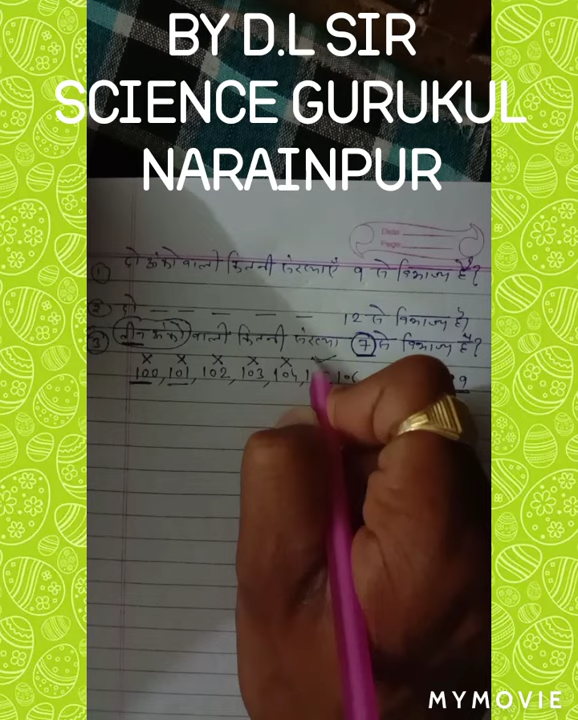 BY D.L SIR
SCIENCE GURUKUL
NARAINPUR
Date
Page
① दो अंको वाली कितनी संख्याएँ 9 से विभाज्य है?
② दो — — — — — — 12 से विभाज्य है?
③ तीन अंको वाली कितनी संख्या 7 से विभाज्य है?
100, 101, 102, 103, 104, 106
MYMOVIE